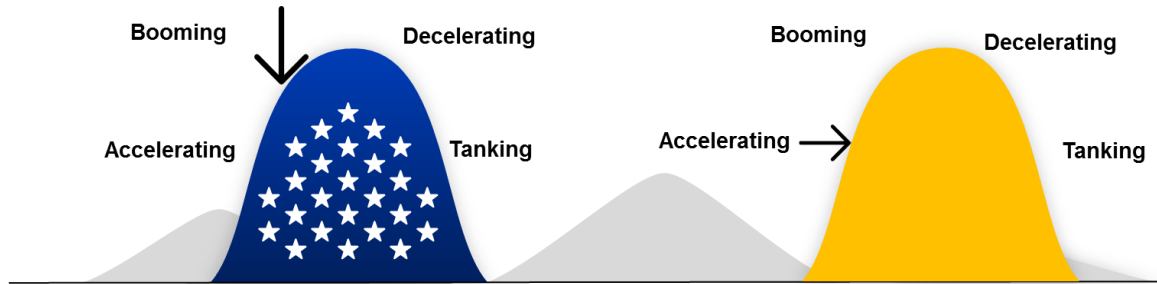 Booming
Decelerating
Accelerating
Tanking
Booming
Decelerating
Accelerating
Tanking